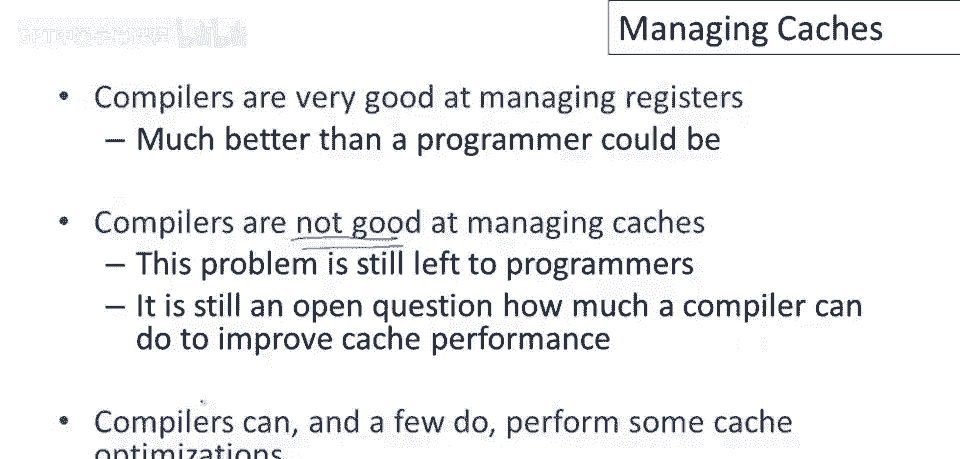 Managing Caches
• Compilers are very good at managing registers
– Much better than a programmer could be
• Compilers are not good at managing caches
– This problem is still left to programmers
– It is still an open question how much a compiler can
do to improve cache performance
• Compilers can, and a few do, perform some cache
optimizations